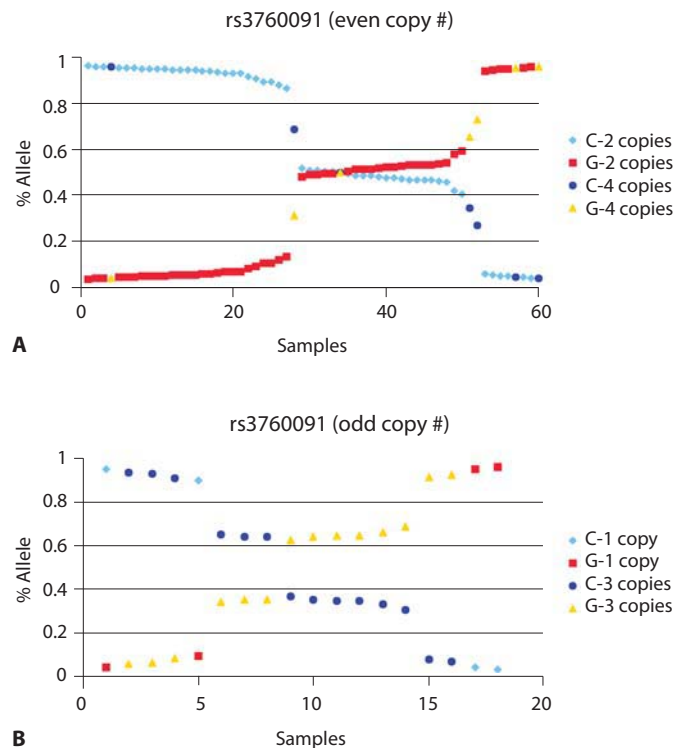 rs3760091 (even copy #)
1
0.8
0.6
0.4
0.2
0
% Allele
0
20
40
60
Samples
C-2 copies
G-2 copies
C-4 copies
G-4 copies
A
rs3760091 (odd copy #)
1
0.8
0.6
0.4
0.2
0
% Allele
0
5
10
15
20
Samples
C-1 copy
G-1 copy
C-3 copies
G-3 copies
B